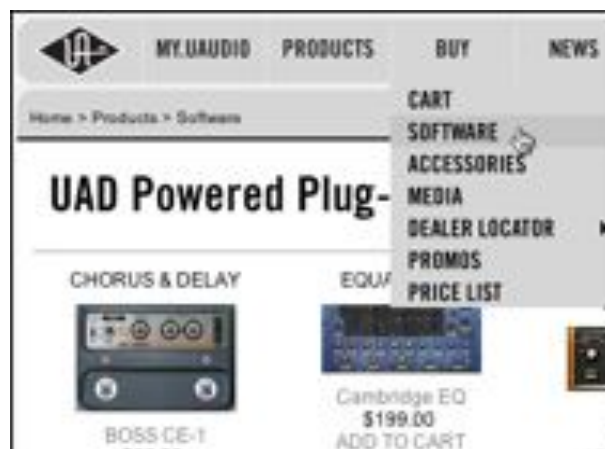 UA
MY.UAUDIO PRODUCTS BUY NEWS
Home > Products > Software
CART
SOFTWARE
ACCESSORIES
MEDIA
DEALER LOCATOR
PROMOS
PRICE LIST
UAD Powered Plug-
CHORUS & DELAY
EQUA
BOSS CE-1
Cambridge EQ
$199.00
ADD TO CART